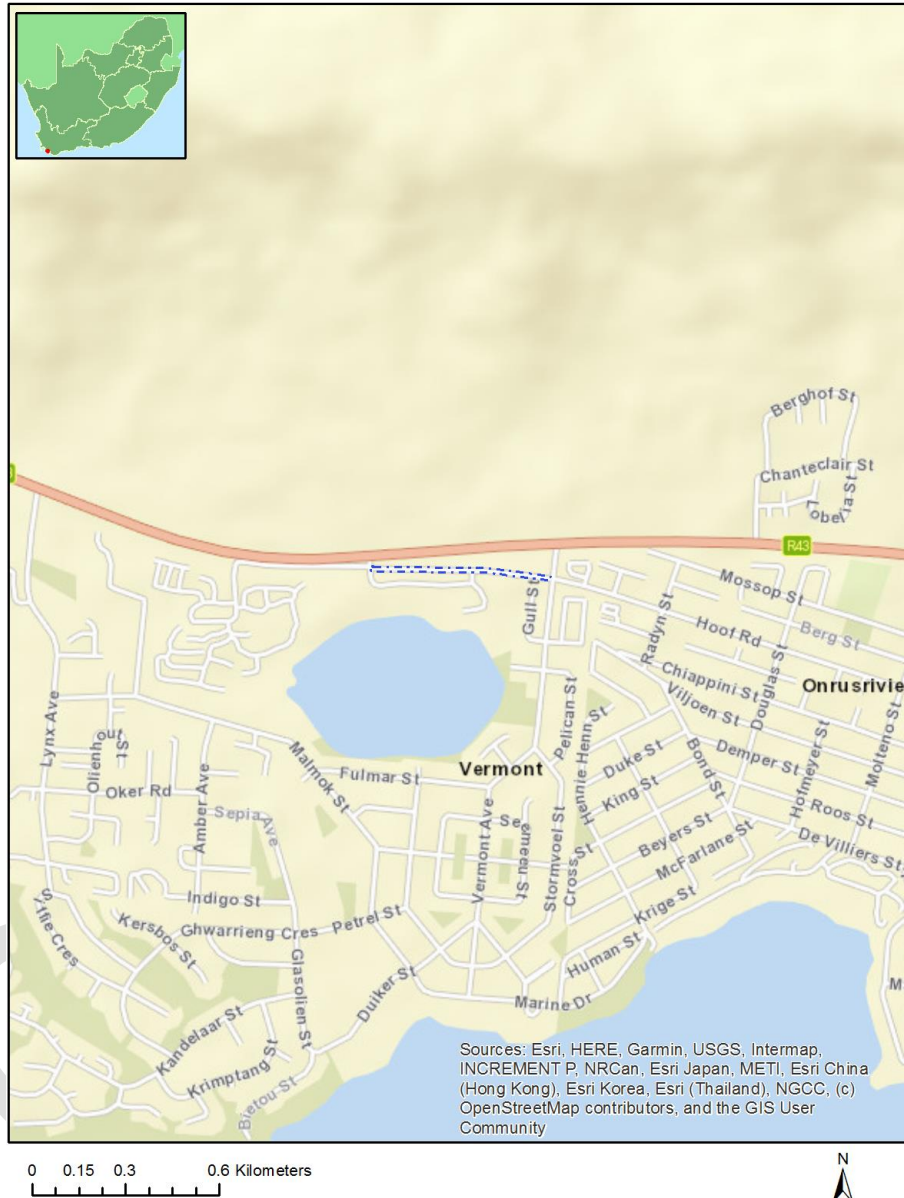 Berghof St
Chanteclair St
Lobelia St
R43
Mossop St
Berg St
Hoof Rd
Radyn St
Gull St
Chiappini St
Viljoen St
Douglas St
Onrusrivie
Lynx Ave
Olienhout St
Oker Rd
Amber Ave
Sepia Ave
Malmok St
Fulmar St
Vermont
Pelican St
Hennie Henn St
Duke St
King St
Bond St
Demper St
Hofmeyer St
Molteno St
Roos St
De Villiers St
Beyers St
McFarlane St
Krige St
Human St
Vermont Ave
Stormvoel St
Cross St
Indigo St
Ghwarrieng Cres
Petrel St
Kersbos St
Glasolien St
Duiker St
Marine Dr
Kandelaar St
Krimptang St
Bietou St
M
Sources: Esri, HERE, Garmin, USGS, Intermap,
INCREMENT P, NRCan, Esri Japan, METI, Esri China
(Hong Kong), Esri Korea, Esri (Thailand), NGCC, (c)
OpenStreetMap contributors, and the GIS User
Community
0 0.15 0.3 0.6 Kilometers
N